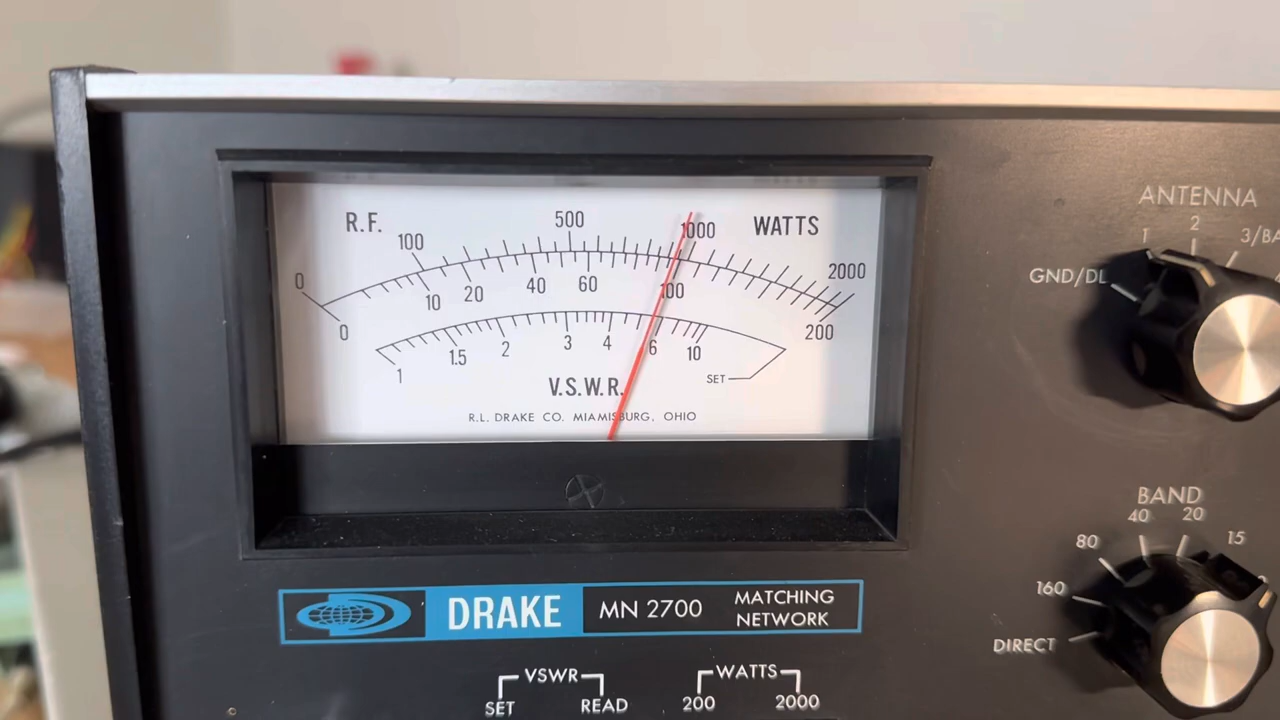 R.F.
WATTS
0 100 500 1000 2000
0 10 20 40 60 100 200
1 1.5 2 3 4 6 10 SET
V.S.W.R.
R.L. DRAKE CO. MIAMISBURG, OHIO
ANTENNA
GND/DL 1 2
BAND
DIRECT 160 80 40 20 15
DRAKE
MN 2700
MATCHING
NETWORK
VSWR
SET READ
WATTS
200 2000